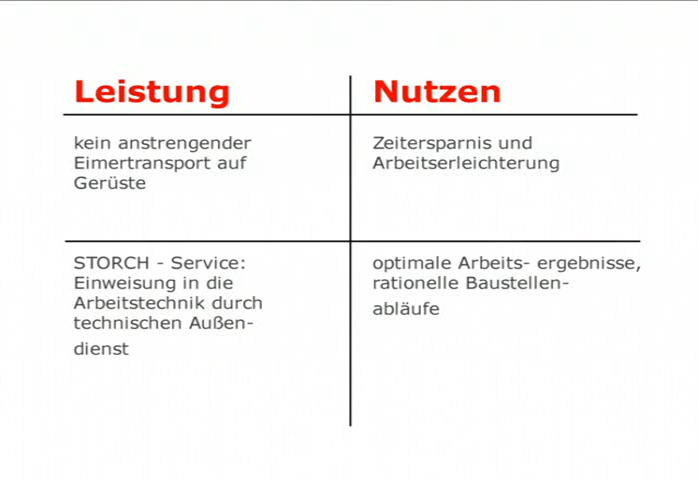 Leistung
Nutzen
kein anstrengender
Eimertransport auf
Gerüste
Zeitersparnis und
Arbeitserleichterung
STORCH - Service:
Einweisung in die
Arbeitstechnik durch
technischen Außen-
dienst
optimale Arbeits- ergebnisse,
rationelle Baustellen-
abläufe